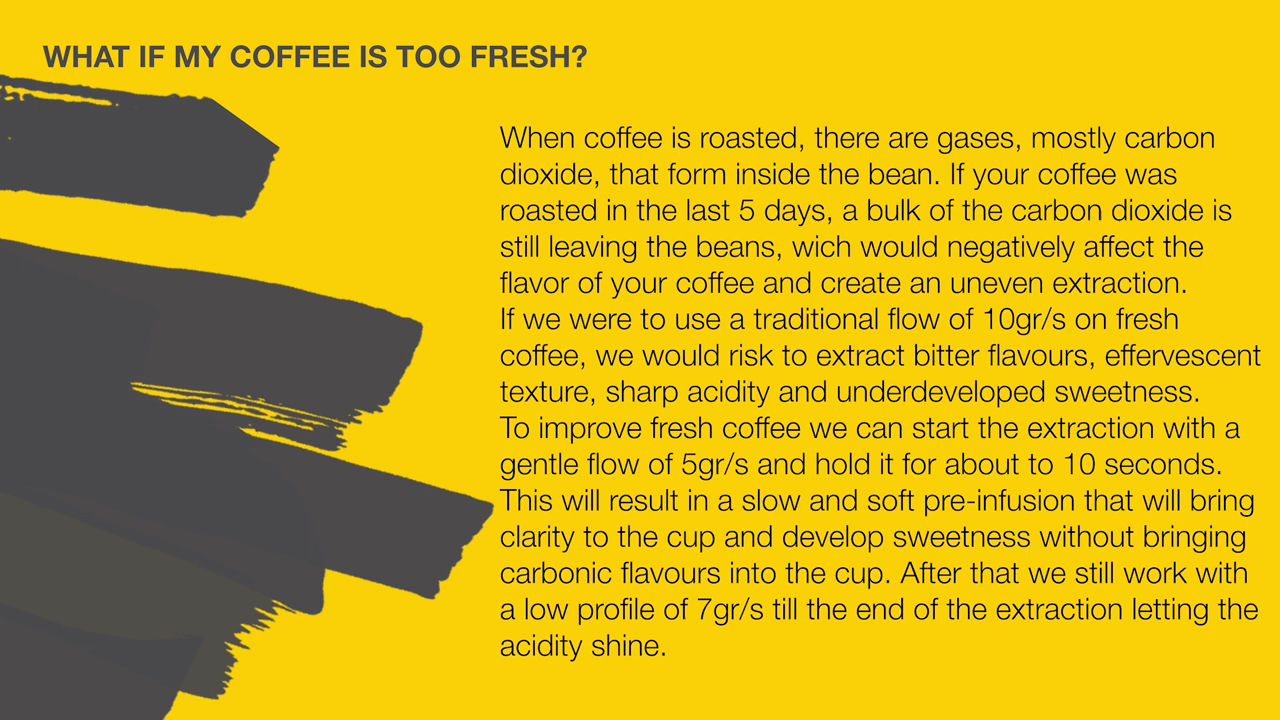 WHAT IF MY COFFEE IS TOO FRESH?
When coffee is roasted, there are gases, mostly carbon
dioxide, that form inside the bean. If your coffee was
roasted in the last 5 days, a bulk of the carbon dioxide is
still leaving the beans, wich would negatively affect the
flavor of your coffee and create an uneven extraction.
If we were to use a traditional flow of 10gr/s on fresh
coffee, we would risk to extract bitter flavours, effervescent
texture, sharp acidity and underdeveloped sweetness.
To improve fresh coffee we can start the extraction with a
gentle flow of 5gr/s and hold it for about to 10 seconds.
This will result in a slow and soft pre-infusion that will bring
clarity to the cup and develop sweetness without bringing
carbonic flavours into the cup. After that we still work with
a low profile of 7gr/s till the end of the extraction letting the
acidity shine.